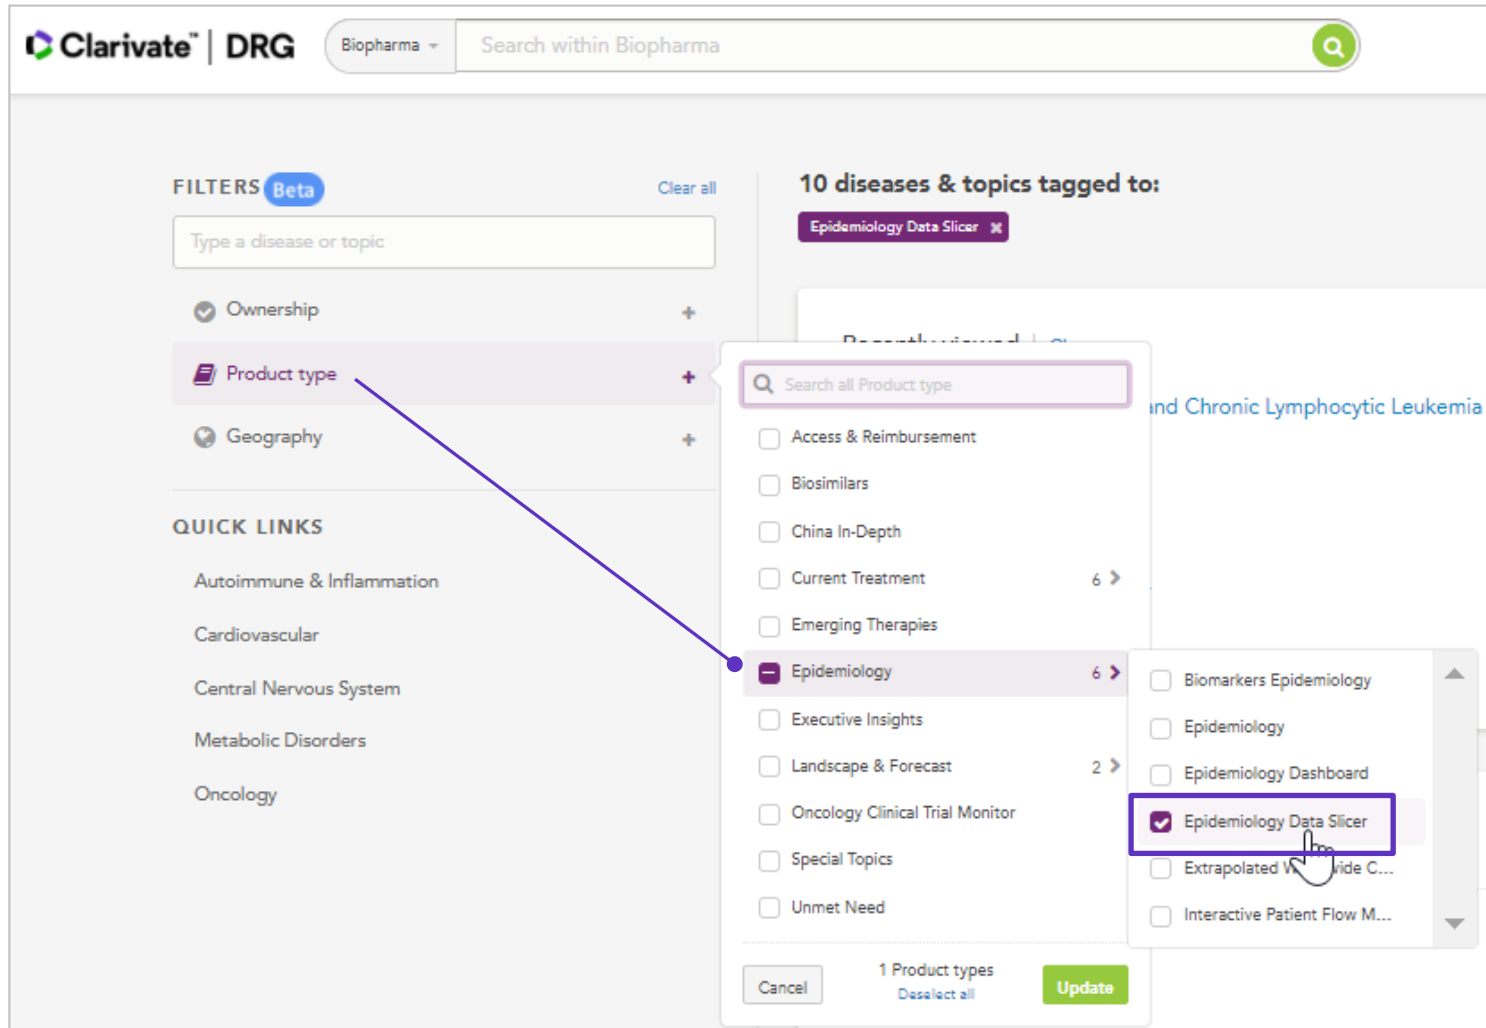 Clarivate™ | DRG
Biopharma
Search within Biopharma
FILTERS Beta
Clear all
Type a disease or topic
Ownership
Product type
Geography
QUICK LINKS
Autoimmune & Inflammation
Cardiovascular
Central Nervous System
Metabolic Disorders
Oncology
10 diseases & topics tagged to:
Epidemiology Data Slicer
Recently viewed
and Chronic Lymphocytic Leukemia
Search all Product type
Access & Reimbursement
Biosimilars
China In-Depth
Current Treatment 6
Emerging Therapies
Epidemiology 6
Executive Insights
Landscape & Forecast 2
Oncology Clinical Trial Monitor
Special Topics
Unmet Need
Cancel
1 Product types
Deselect all
Update
Biomarkers Epidemiology
Epidemiology
Epidemiology Dashboard
Epidemiology Data Slicer
Extrapolated C...
Interactive Patient Flow M...